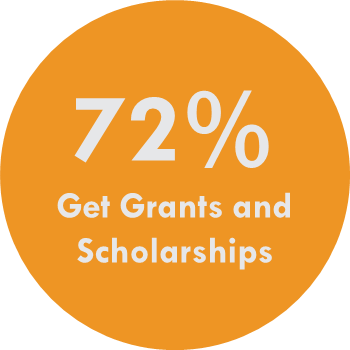 72%
Get Grants and
Scholarships